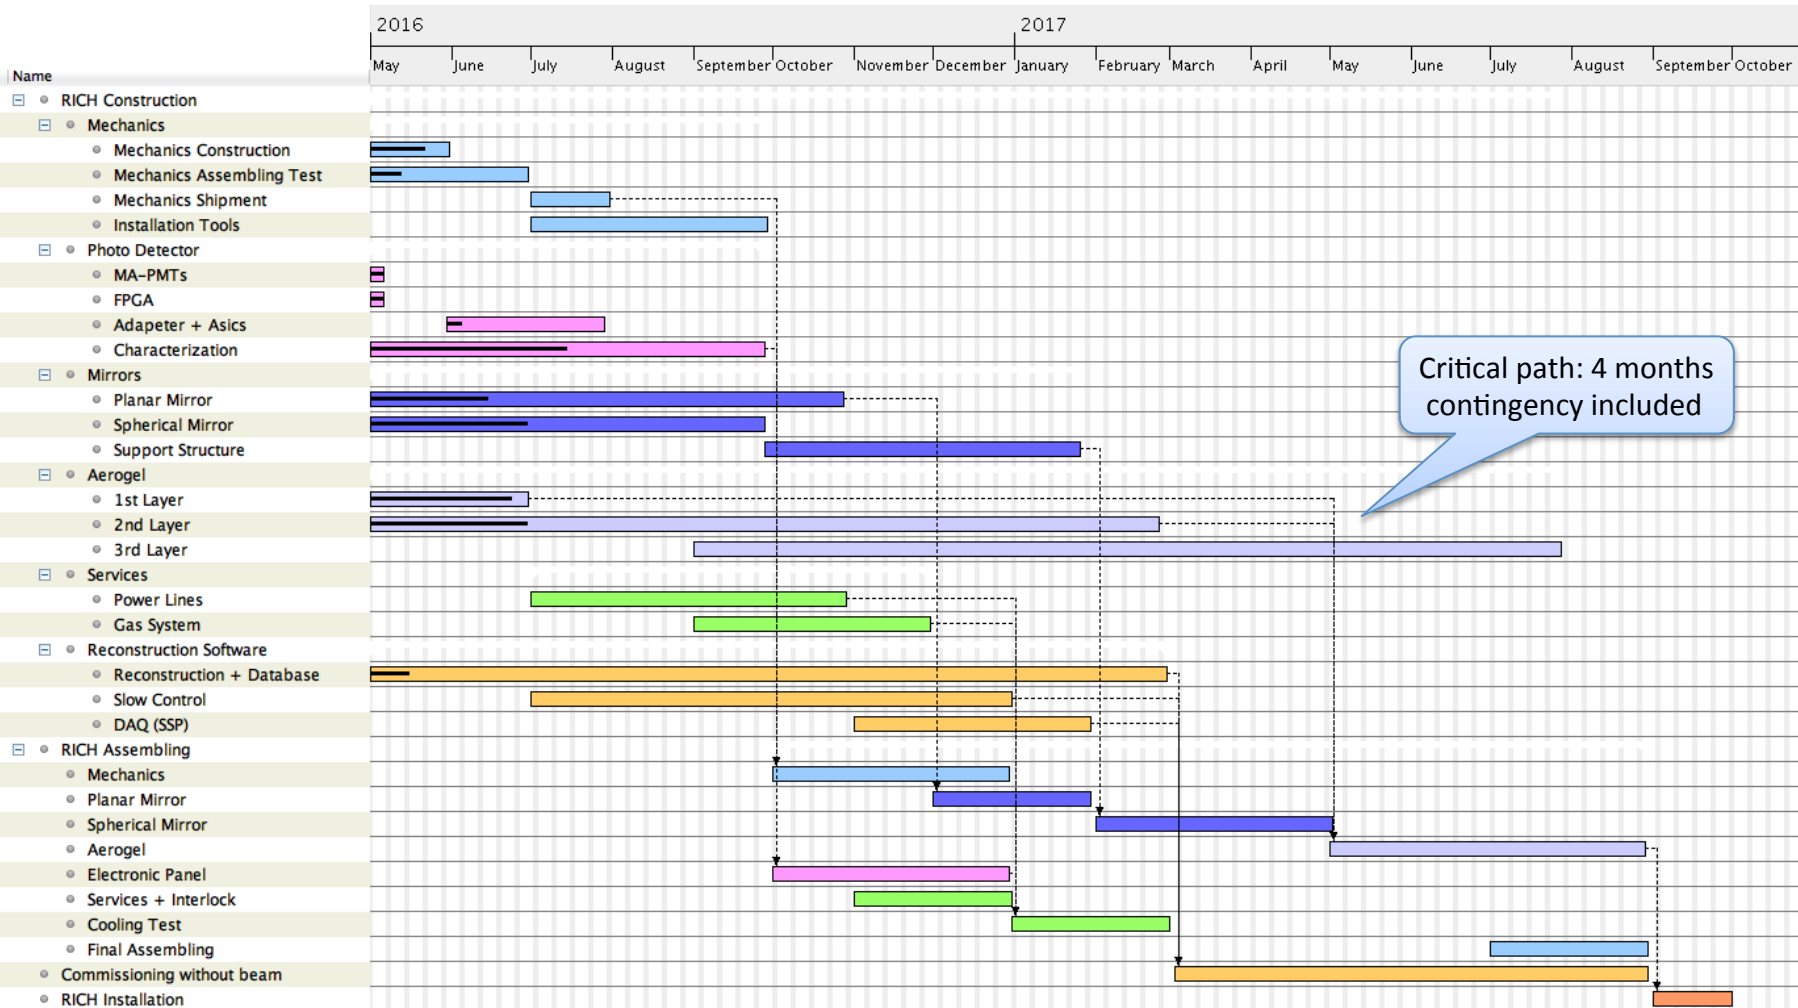 2016 2017
Name May June July August September October November December January February March April May June July August September October
RICH Construction
Mechanics
Mechanics Construction
Mechanics Assembling Test
Mechanics Shipment
Installation Tools
Photo Detector
MA-PMTs
FPGA
Adapeter + Asics
Characterization
Mirrors
Planar Mirror
Spherical Mirror
Support Structure
Critical path: 4 months
contingency included
Aerogel
1st Layer
2nd Layer
3rd Layer
Services
Power Lines
Gas System
Reconstruction Software
Reconstruction + Database
Slow Control
DAQ (SSP)
RICH Assembling
Mechanics
Planar Mirror
Spherical Mirror
Aerogel
Electronic Panel
Services + Interlock
Cooling Test
Final Assembling
Commissioning without beam
RICH Installation